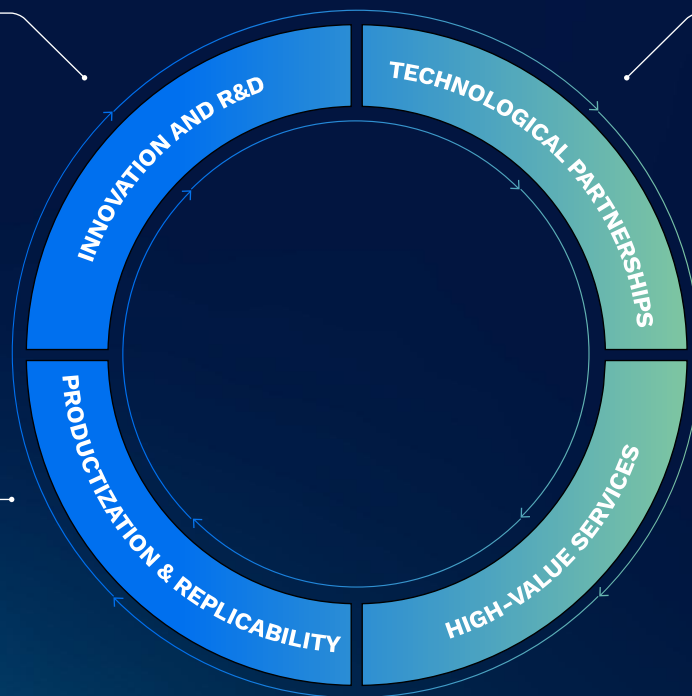 INNOVATION AND R&D
TECHNOLOGICAL PARTNERSHIPS
PRODUCTIZATION & REPLICABILITY
HIGH-VALUE SERVICES